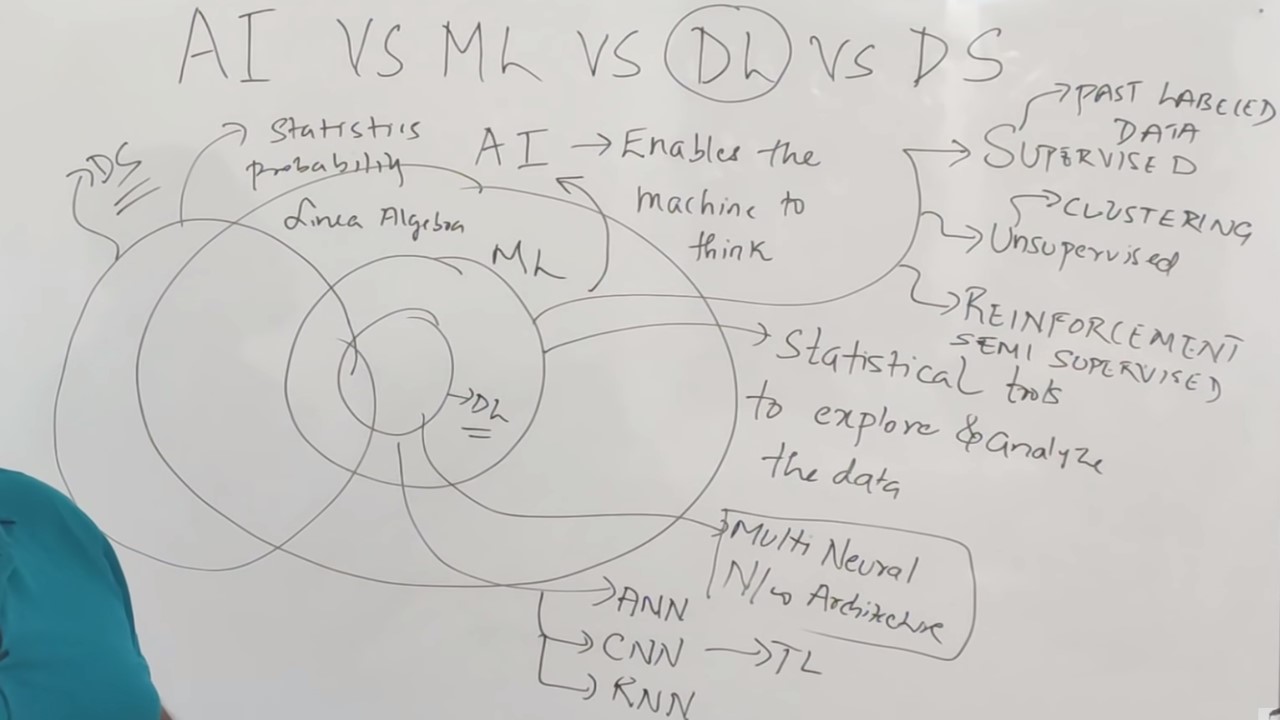 AI VS ML VS DL VS DS
DS
Statistics
probability
Linea Algebra
AI → Enables the
machine to
think
ML
→ DL
PAST LABELED
DATA
SUPERVISED
CLUSTERING
Unsupervised
REINFORCEMENT
SEMI SUPERVISED
Statistical tools
to explore & analyze
the data
Multi Neural
N/w Architecture
ANN
CNN → TL
RNN